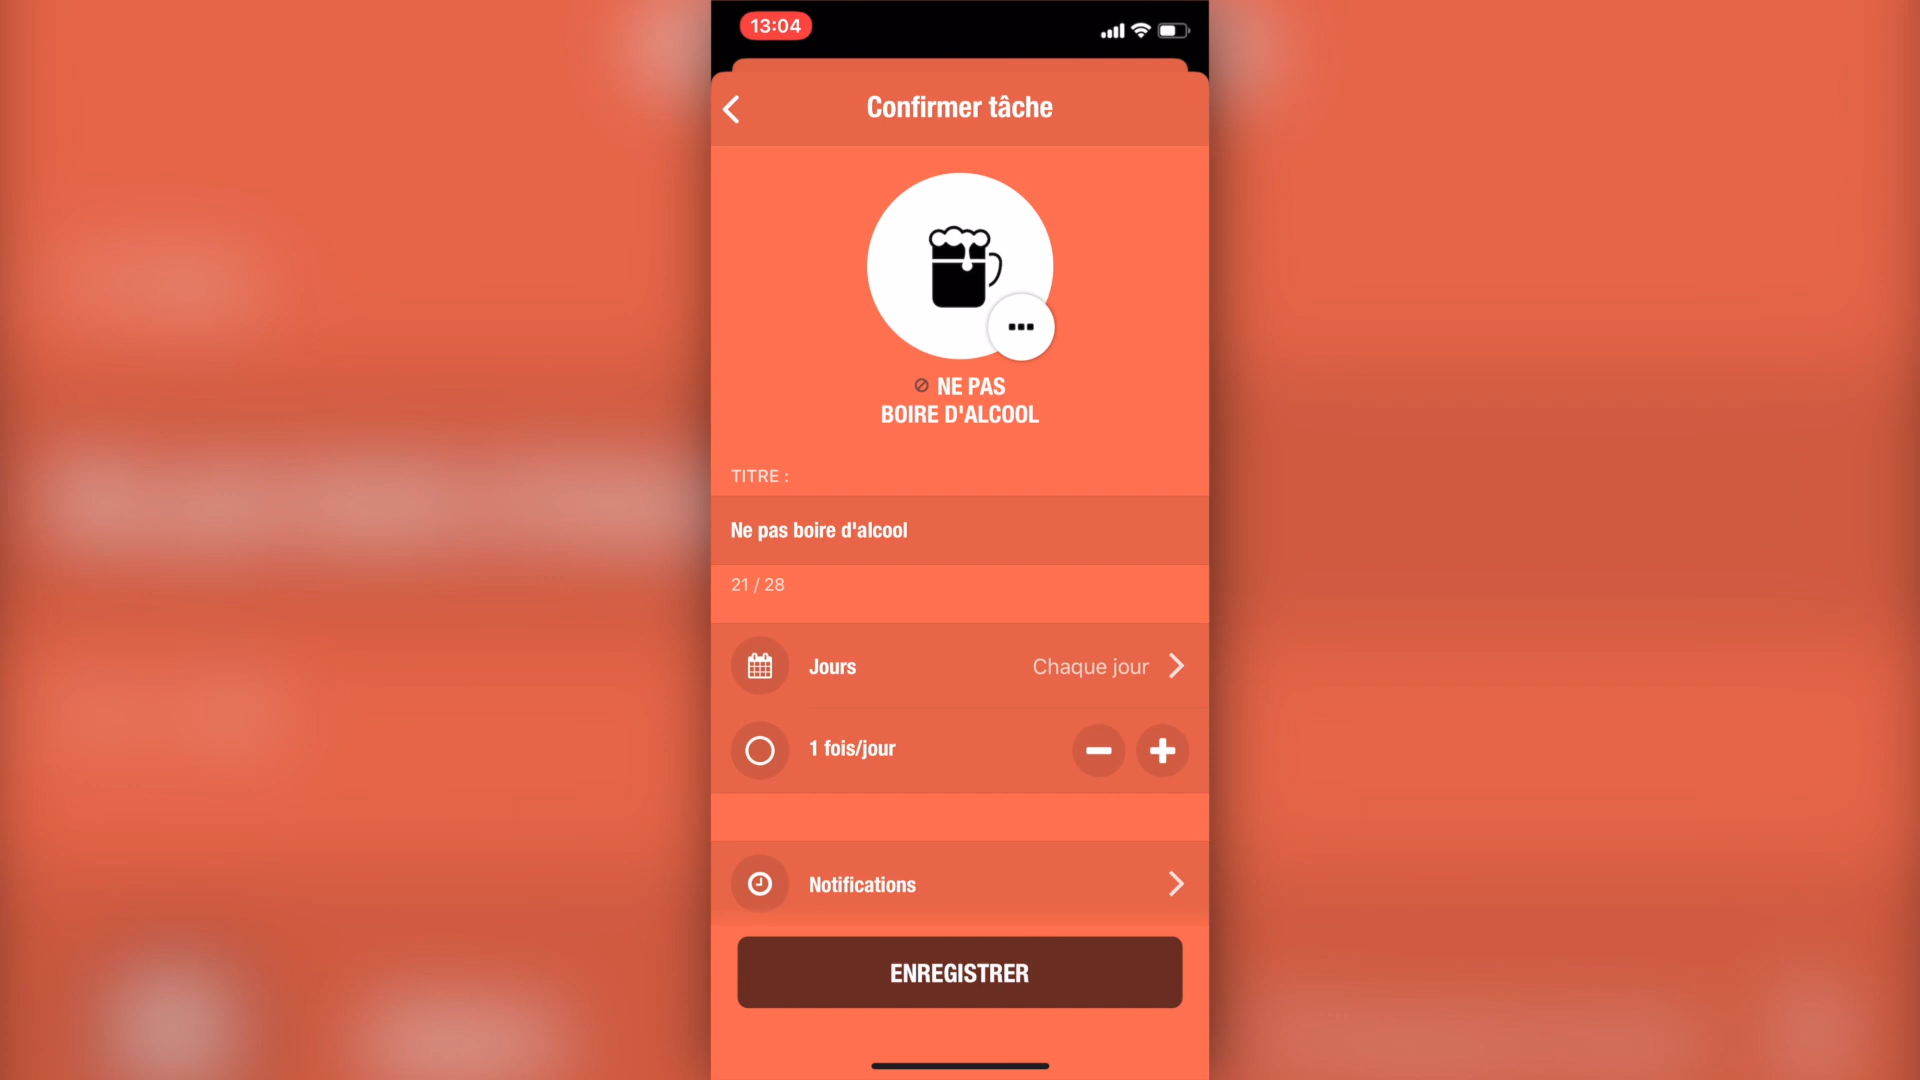 13:04
Confirmer tâche
NE PAS
BOIRE D'ALCOOL
TITRE :
Ne pas boire d'alcool
21 / 28
Jours
Chaque jour
1 fois/jour
Notifications
ENREGISTRER